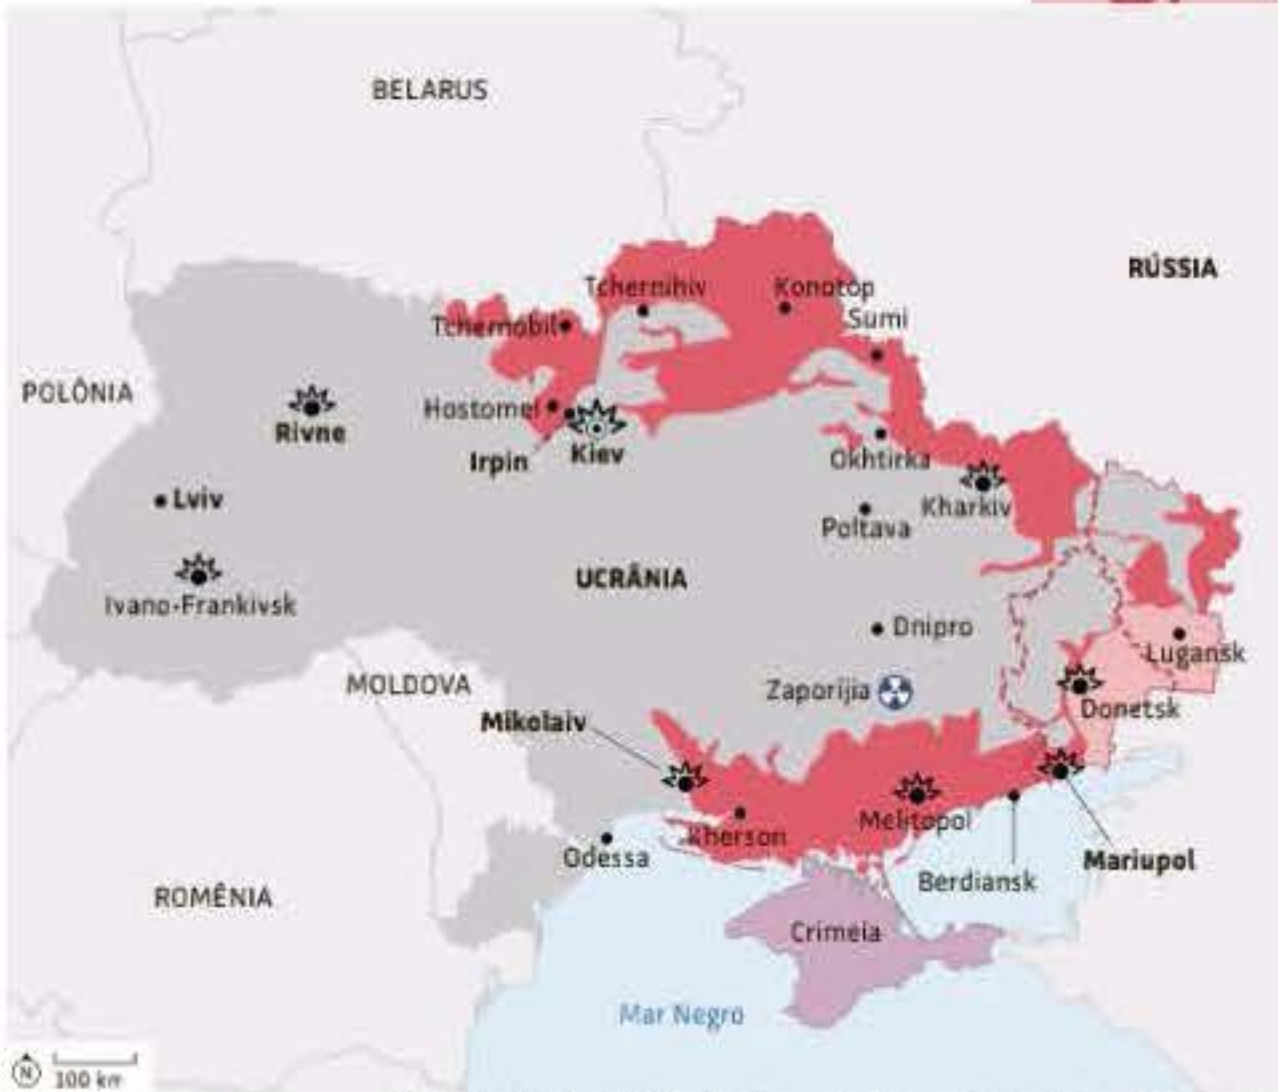 BELARUS
RÚSSIA
Tchernihiv
Konotop
Sumi
Tchernobil
POLÔNIA
Hostomel
Rivne
Irpin
Kiev
Okhtirka
Lviv
Kharkiv
Poltava
UCRÂNIA
Ivano-Frankivsk
Dnipro
Lugansk
MOLDOVA
Zaporíjia
Donetsk
Mikolaiv
Kherson
Melitopol
Odessa
Mariupol
Berdiansk
ROMÊNIA
Crimeia
Mar Negro
N
100 km